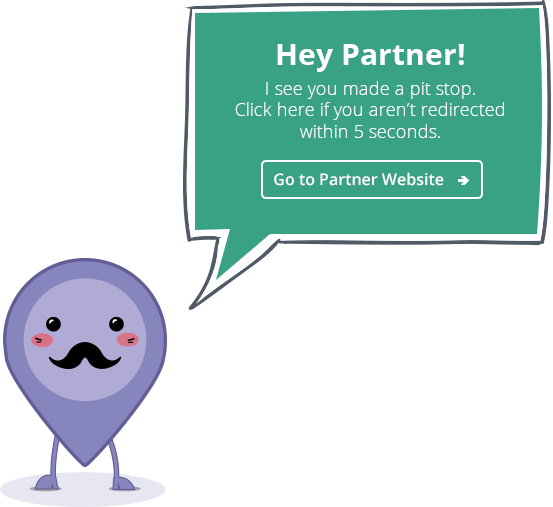 Hey Partner!
I see you made a pit stop.
Click here if you aren’t redirected
within 5 seconds.
Go to Partner Website ➔